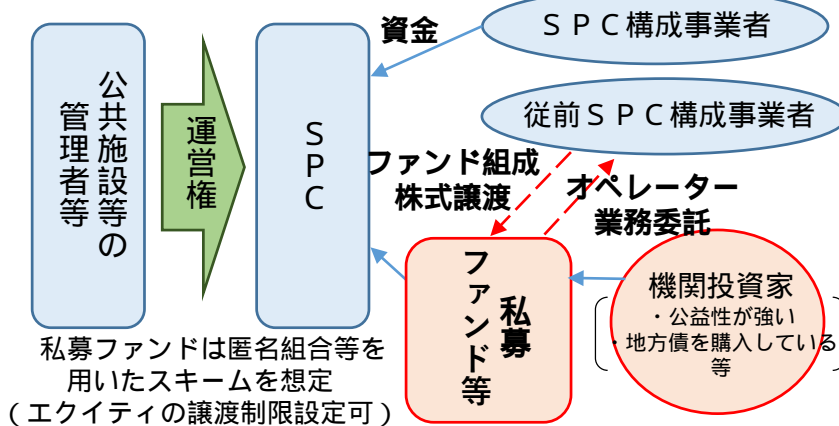 公共施設等の
管理者等
運営権
SPC
資金
ＳＰＣ構成事業者
従前ＳＰＣ構成事業者
ファンド組成
株式譲渡
オペレーター
業務委託
私募
ファンド等
機関投資家
・公益性が強い
・地方債を購入している
等
私募ファンドは匿名組合等を
用いたスキームを想定
（エクイティの譲渡制限設定可）